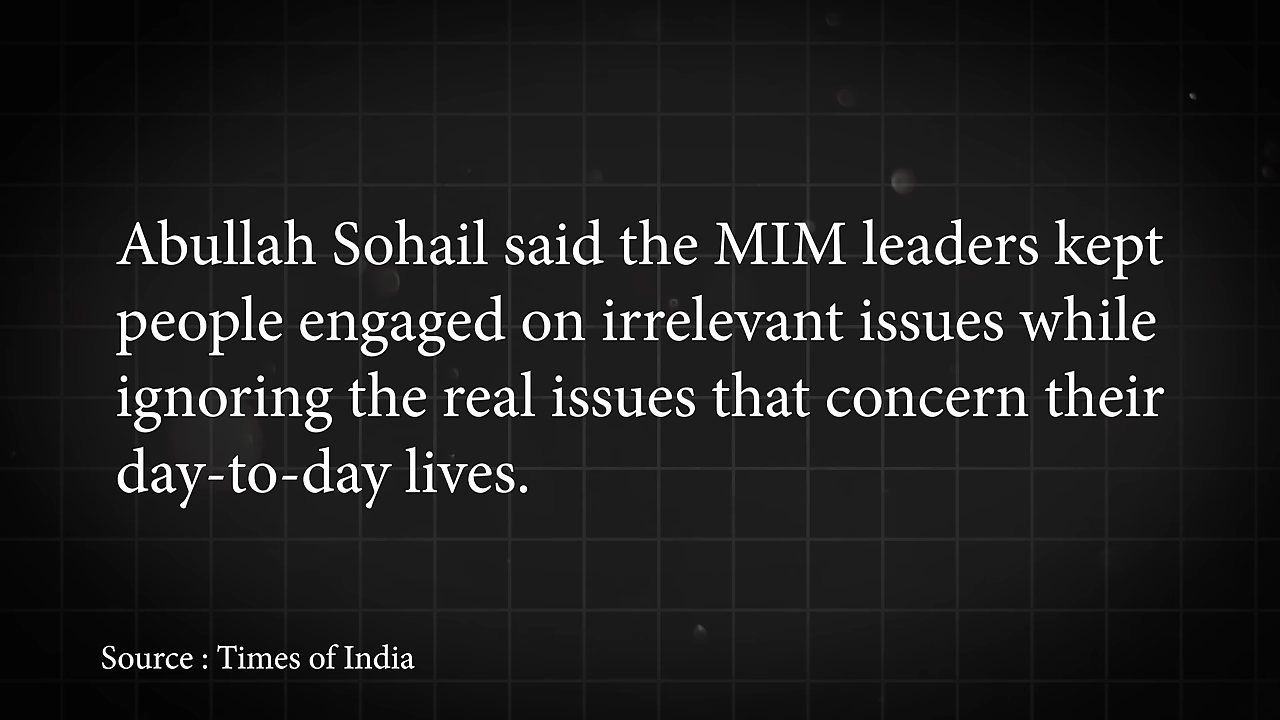 Abullah Sohail said the MIM leaders kept
people engaged on irrelevant issues while
ignoring the real issues that concern their
day-to-day lives.
Source : Times of India